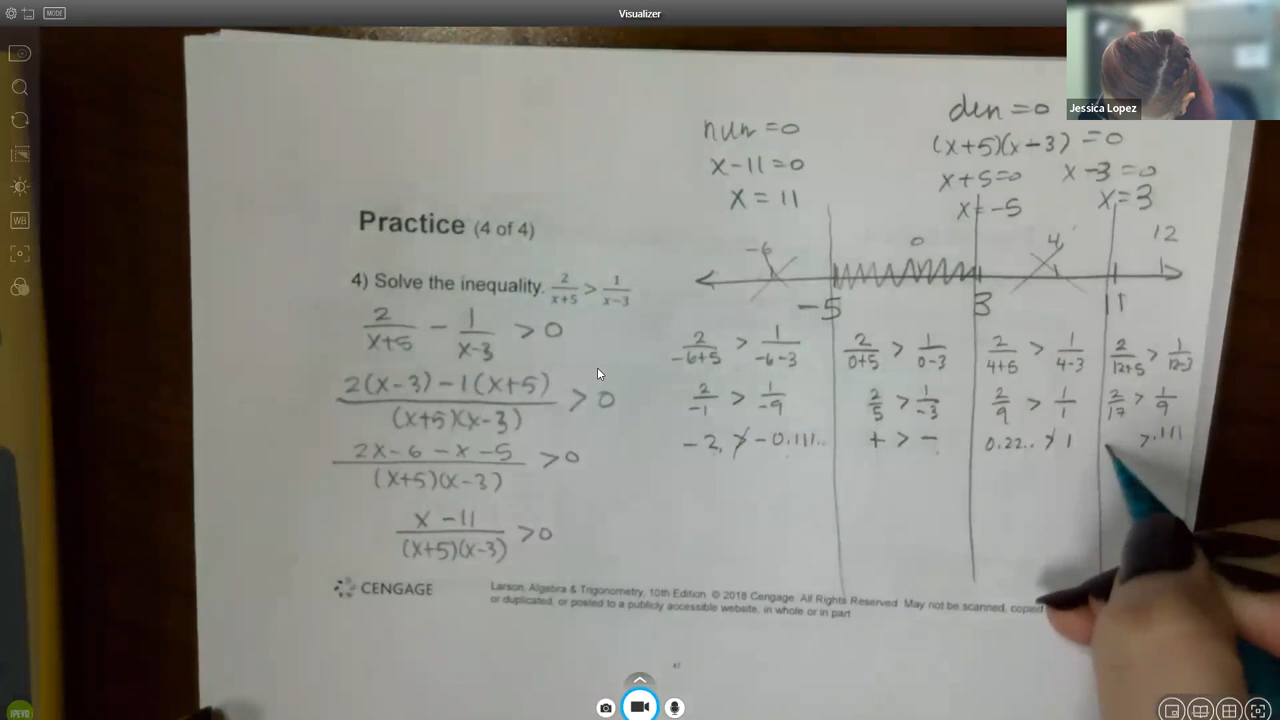 MODE
Visualizer
Jessica Lopez
num = 0
x - 11 = 0
x = 11
den = 0
(x+5)(x-3) = 0
x+5=0 x-3=0
x=-5 x=3
Practice (4 of 4)
4) Solve the inequality. 2/(x+5) > 1/(x-3)
2/(x+5) - 1/(x-3) > 0
(2(x-3) - 1(x+5))/((x+5)(x-3)) > 0
(2x - 6 - x - 5)/((x+5)(x-3)) > 0
(x - 11)/((x+5)(x-3)) > 0
-6 0 4 12
-5 3 11
2/(-6+5) > 1/(-6-3) 2/(0+5) > 1/(0-3) 2/(4+5) > 1/(4-3) 2/(12+5) > 1/(12-3)
2/-1 > 1/-9 2/5 > 1/-3 2/9 > 1/1 2/17 > 1/9
-2 ≯ -0.111.. + > - 0.22.. ≯ 1 > .111
CENGAGE
Larson, Algebra & Trigonometry, 10th Edition. © 2018 Cengage. All Rights Reserved. May not be scanned, copied
or duplicated, or posted to a publicly accessible website, in whole or in part
WB
IPEVO